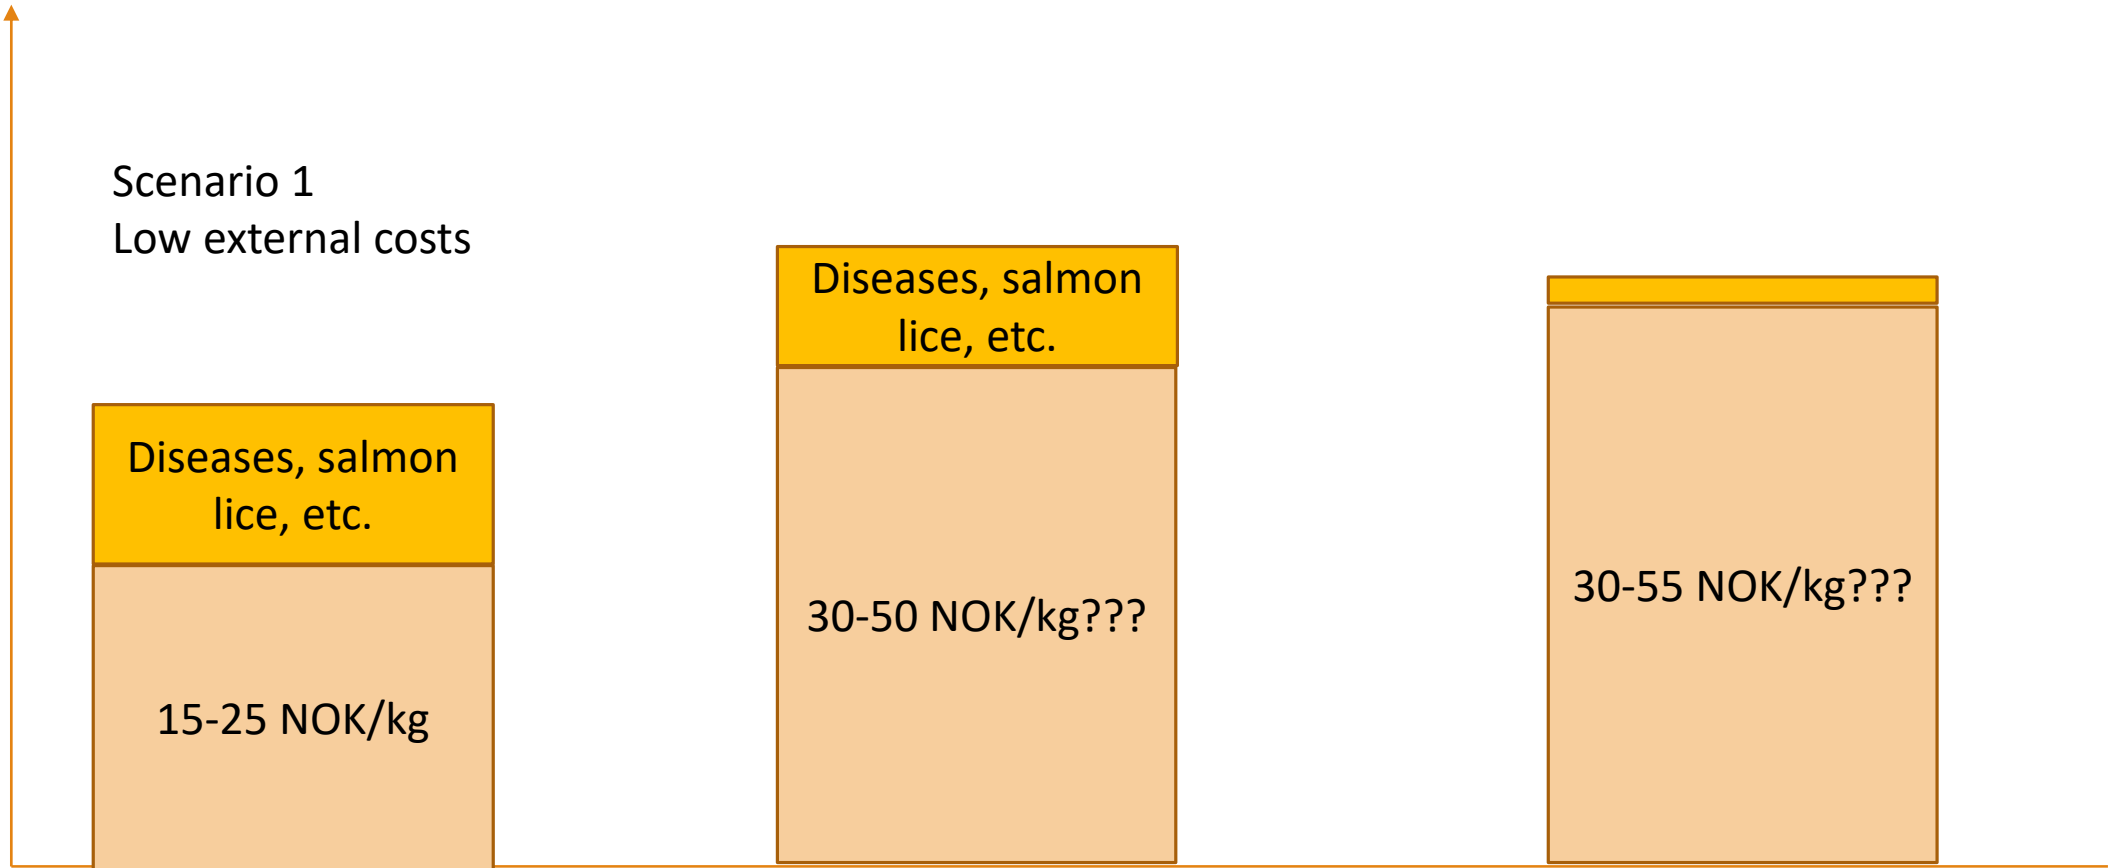 Scenario 1
Low external costs
Diseases, salmon
lice, etc.
15-25 NOK/kg
Diseases, salmon
lice, etc.
30-50 NOK/kg???
30-55 NOK/kg???